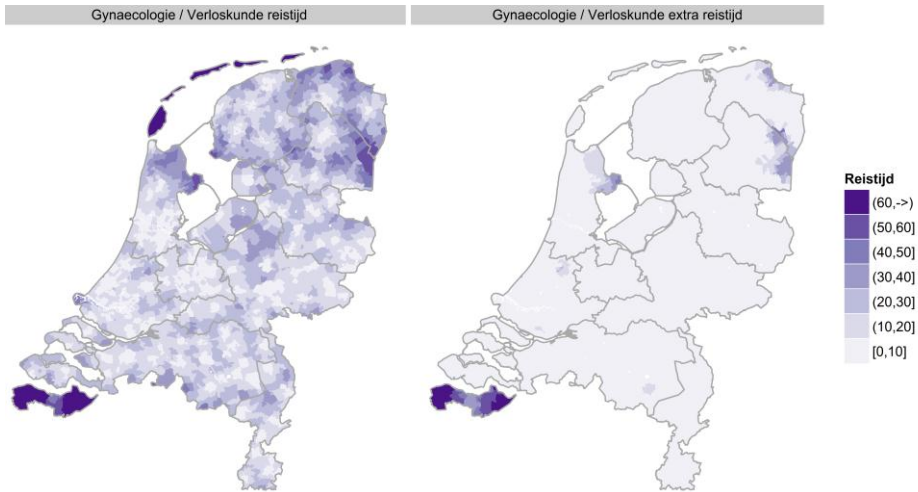 Gynaecologie / Verloskunde reistijd
Gynaecologie / Verloskunde extra reistijd
Reistijd
(60,->)
(50,60]
(40,50]
(30,40]
(20,30]
(10,20]
[0,10]